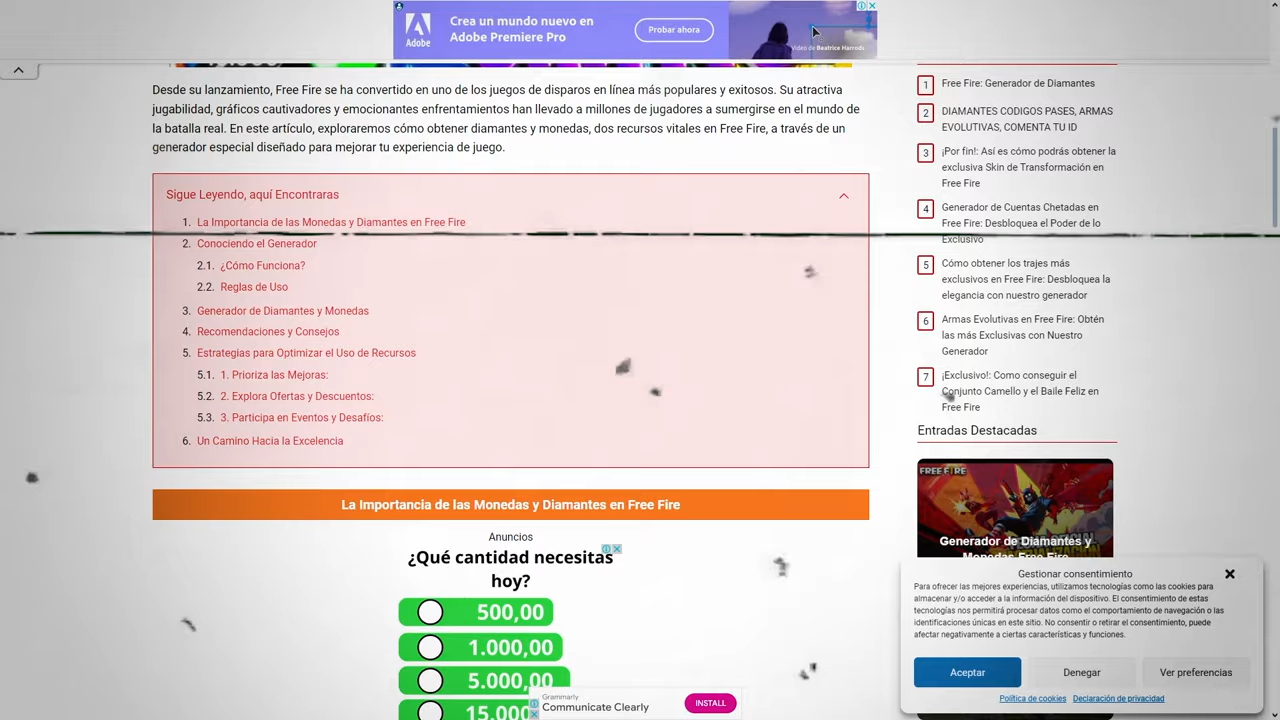 Adobe
Crea un mundo nuevo en
Adobe Premiere Pro
Probar ahora
Vídeo de Beatrice Harrods
Desde su lanzamiento, Free Fire se ha convertido en uno de los juegos de disparos en línea más populares y exitosos. Su atractiva
jugabilidad, gráficos cautivadores y emocionantes enfrentamientos han llevado a millones de jugadores a sumergirse en el mundo de
la batalla real. En este artículo, exploraremos cómo obtener diamantes y monedas, dos recursos vitales en Free Fire, a través de un
generador especial diseñado para mejorar tu experiencia de juego.
Sigue Leyendo, aquí Encontraras
1. La Importancia de las Monedas y Diamantes en Free Fire
2. Conociendo el Generador
2.1. ¿Cómo Funciona?
2.2. Reglas de Uso
3. Generador de Diamantes y Monedas
4. Recomendaciones y Consejos
5. Estrategias para Optimizar el Uso de Recursos
5.1. 1. Prioriza las Mejoras:
5.2. 2. Explora Ofertas y Descuentos:
5.3. 3. Participa en Eventos y Desafíos:
6. Un Camino Hacia la Excelencia
La Importancia de las Monedas y Diamantes en Free Fire
Anuncios
¿Qué cantidad necesitas
hoy?
500,00
1.000,00
5.000,00
15.000
Grammarly
Communicate Clearly
INSTALL
1 Free Fire: Generador de Diamantes
2 DIAMANTES CODIGOS PASES, ARMAS
EVOLUTIVAS, COMENTA TU ID
3 ¡Por fin!: Así es cómo podrás obtener la
exclusiva Skin de Transformación en
Free Fire
4 Generador de Cuentas Chetadas en
Free Fire: Desbloquea el Poder de lo
Exclusivo
5 Cómo obtener los trajes más
exclusivos en Free Fire: Desbloquea la
elegancia con nuestro generador
6 Armas Evolutivas en Free Fire: Obtén
las más Exclusivas con Nuestro
Generador
7 ¡Exclusivo!: Como conseguir el
Conjunto Camello y el Baile Feliz en
Free Fire
Entradas Destacadas
FREE FIRE
Generador de Diamantes y
Monedas Free Fire
Gestionar consentimiento
Para ofrecer las mejores experiencias, utilizamos tecnologías como las cookies para
almacenar y/o acceder a la información del dispositivo. El consentimiento de estas
tecnologías nos permitirá procesar datos como el comportamiento de navegación o las
identificaciones únicas en este sitio. No consentir o retirar el consentimiento, puede
afectar negativamente a ciertas características y funciones.
Aceptar
Denegar
Ver preferencias
Política de cookies
Declaración de privacidad